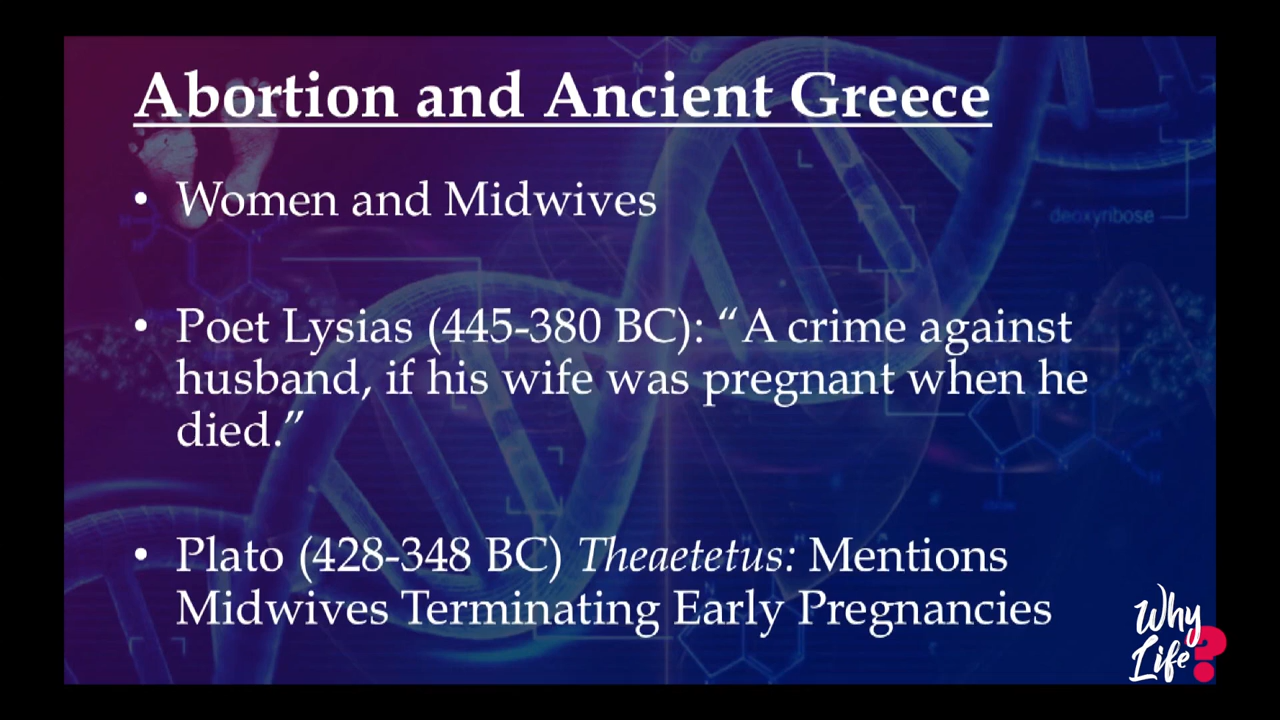 Abortion and Ancient Greece
• Women and Midwives
deoxyribose
• Poet Lysias (445-380 BC): “A crime against
husband, if his wife was pregnant when he
died.”
• Plato (428-348 BC) Theaetetus: Mentions
Midwives Terminating Early Pregnancies
Why
Life?